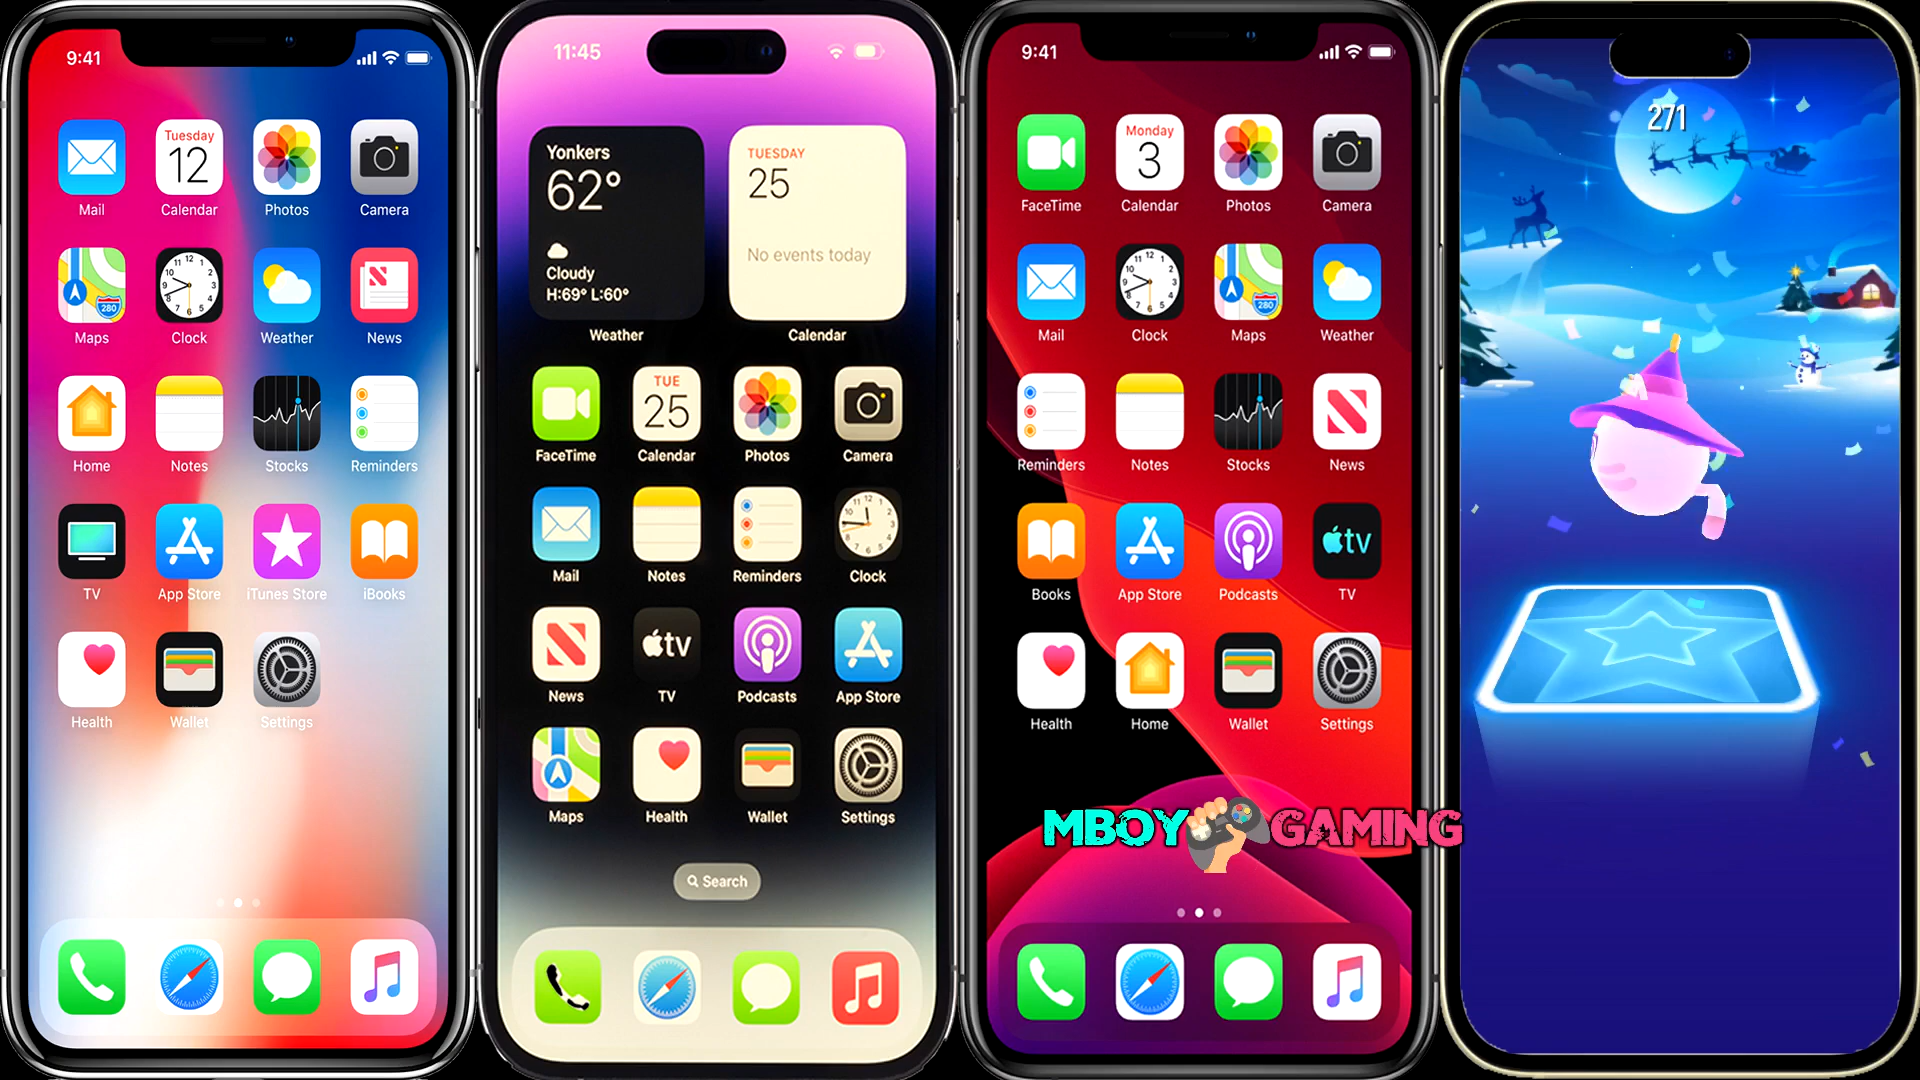 9:41
Tuesday
12
Mail
Calendar
Photos
Camera
280
12
Maps
Clock
Weather
News
Home
Notes
Stocks
Reminders
TV
App Store
iTunes Store
iBooks
Health
Wallet
Settings
11:45
Yonkers
62°
Cloudy
H:69° L:60°
Weather
TUESDAY
25
No events today
Calendar
TUE
25
FaceTime
Calendar
Photos
Camera
Mail
Notes
Reminders
Clock
tv
News
TV
Podcasts
App Store
Maps
Health
Wallet
Settings
Search
9:41
Monday
3
FaceTime
Calendar
Photos
Camera
280
Mail
Clock
Maps
Weather
Reminders
Notes
Stocks
News
tv
Books
App Store
Podcasts
TV
Health
Home
Wallet
Settings
MBOY GAMING
271